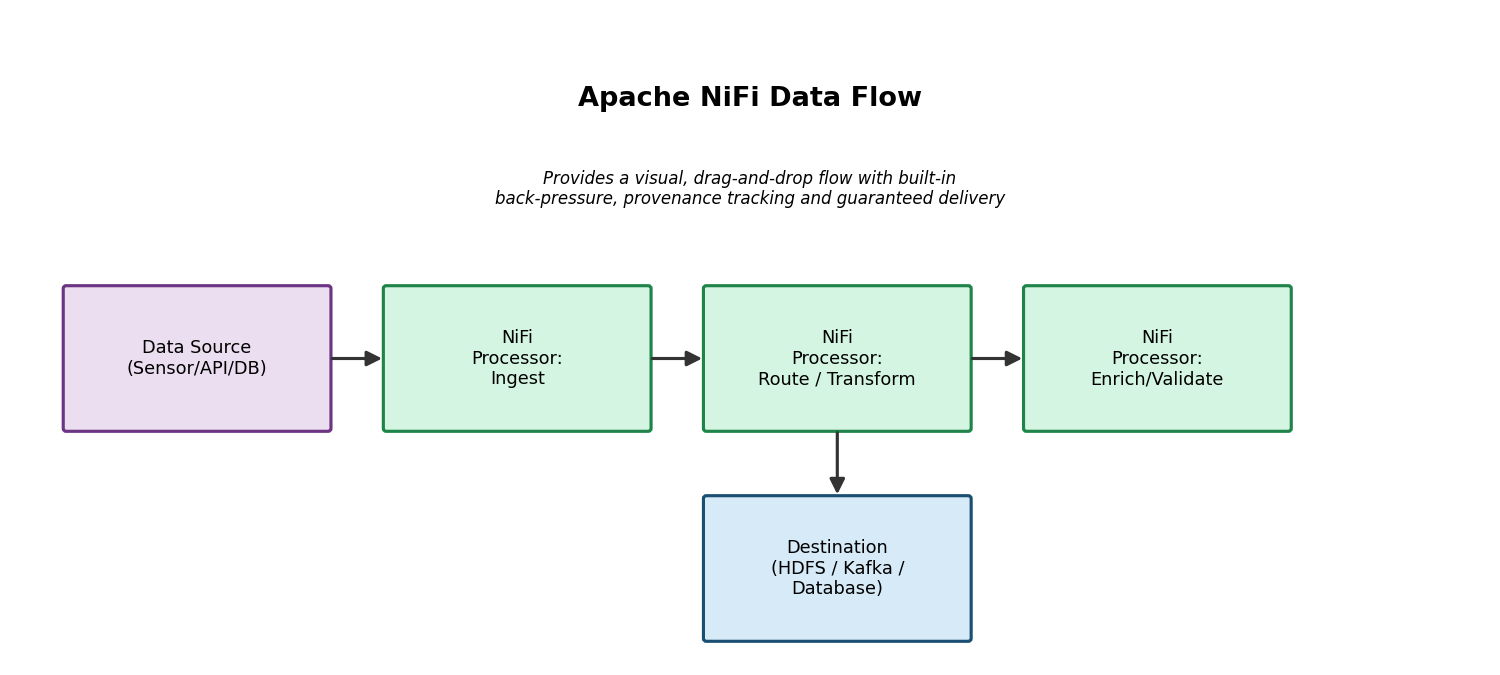 Apache NiFi Data Flow
Provides a visual, drag-and-drop flow with built-in
back-pressure, provenance tracking and guaranteed delivery
Data Source
(Sensor/API/DB)
NiFi
Processor:
Ingest
NiFi
Processor:
Route / Transform
NiFi
Processor:
Enrich/Validate
Destination
(HDFS / Kafka /
Database)